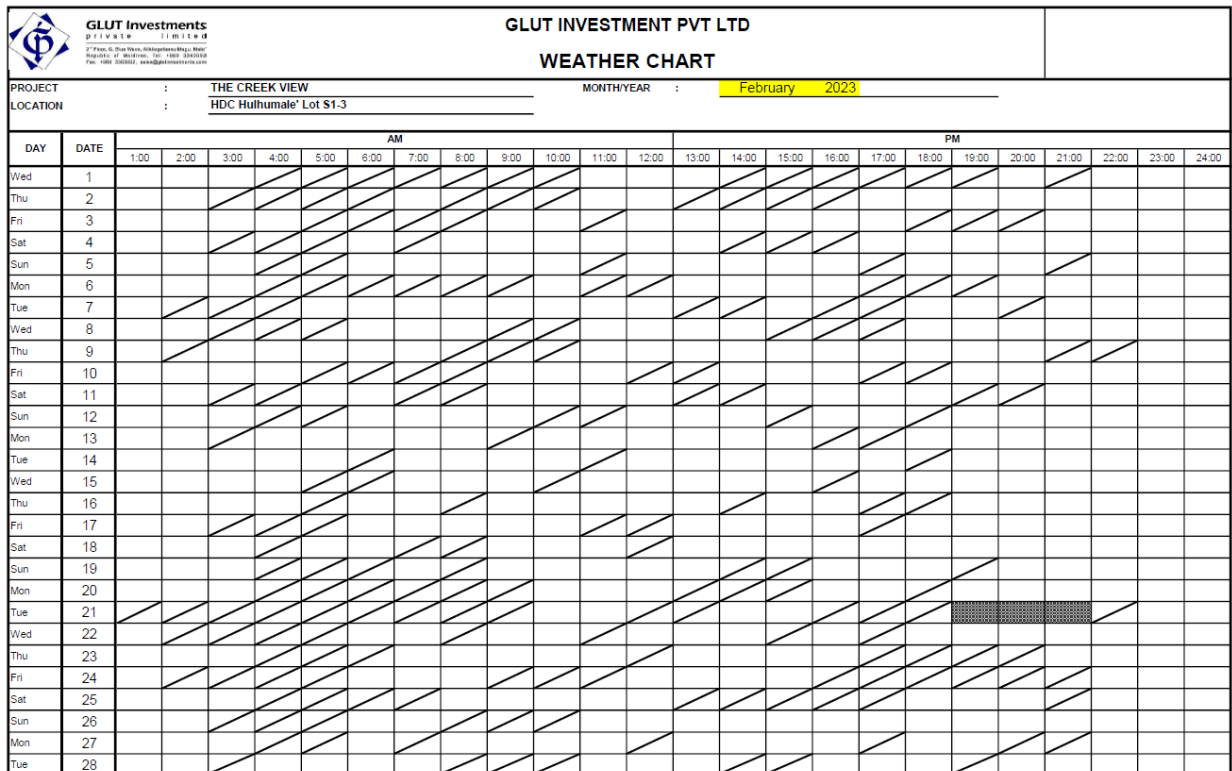 GLUT Investments
private limited
GLUT INVESTMENT PVT LTD
WEATHER CHART
PROJECT : THE CREEK VIEW MONTH/YEAR : February 2023
LOCATION : HDC Hulhumale' Lot S1-3
DAY DATE AM PM
1:00 2:00 3:00 4:00 5:00 6:00 7:00 8:00 9:00 10:00 11:00 12:00 13:00 14:00 15:00 16:00 17:00 18:00 19:00 20:00 21:00 22:00 23:00 24:00
Wed 1
Thu 2
Fri 3
Sat 4
Sun 5
Mon 6
Tue 7
Wed 8
Thu 9
Fri 10
Sat 11
Sun 12
Mon 13
Tue 14
Wed 15
Thu 16
Fri 17
Sat 18
Sun 19
Mon 20
Tue 21
Wed 22
Thu 23
Fri 24
Sat 25
Sun 26
Mon 27
Tue 28